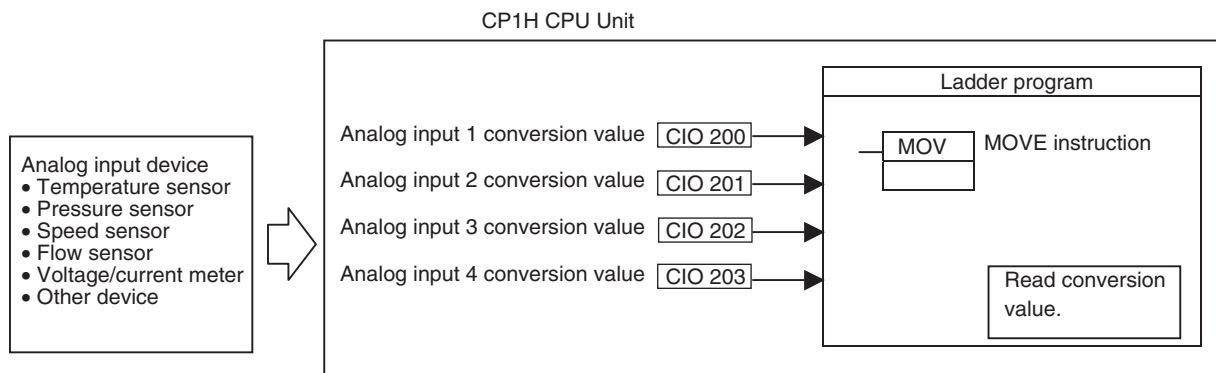 CP1H CPU Unit
Analog input device
• Temperature sensor
• Pressure sensor
• Speed sensor
• Flow sensor
• Voltage/current meter
• Other device
Analog input 1 conversion value CIO 200
Analog input 2 conversion value CIO 201
Analog input 3 conversion value CIO 202
Analog input 4 conversion value CIO 203
Ladder program
MOV MOVE instruction
Read conversion
value.